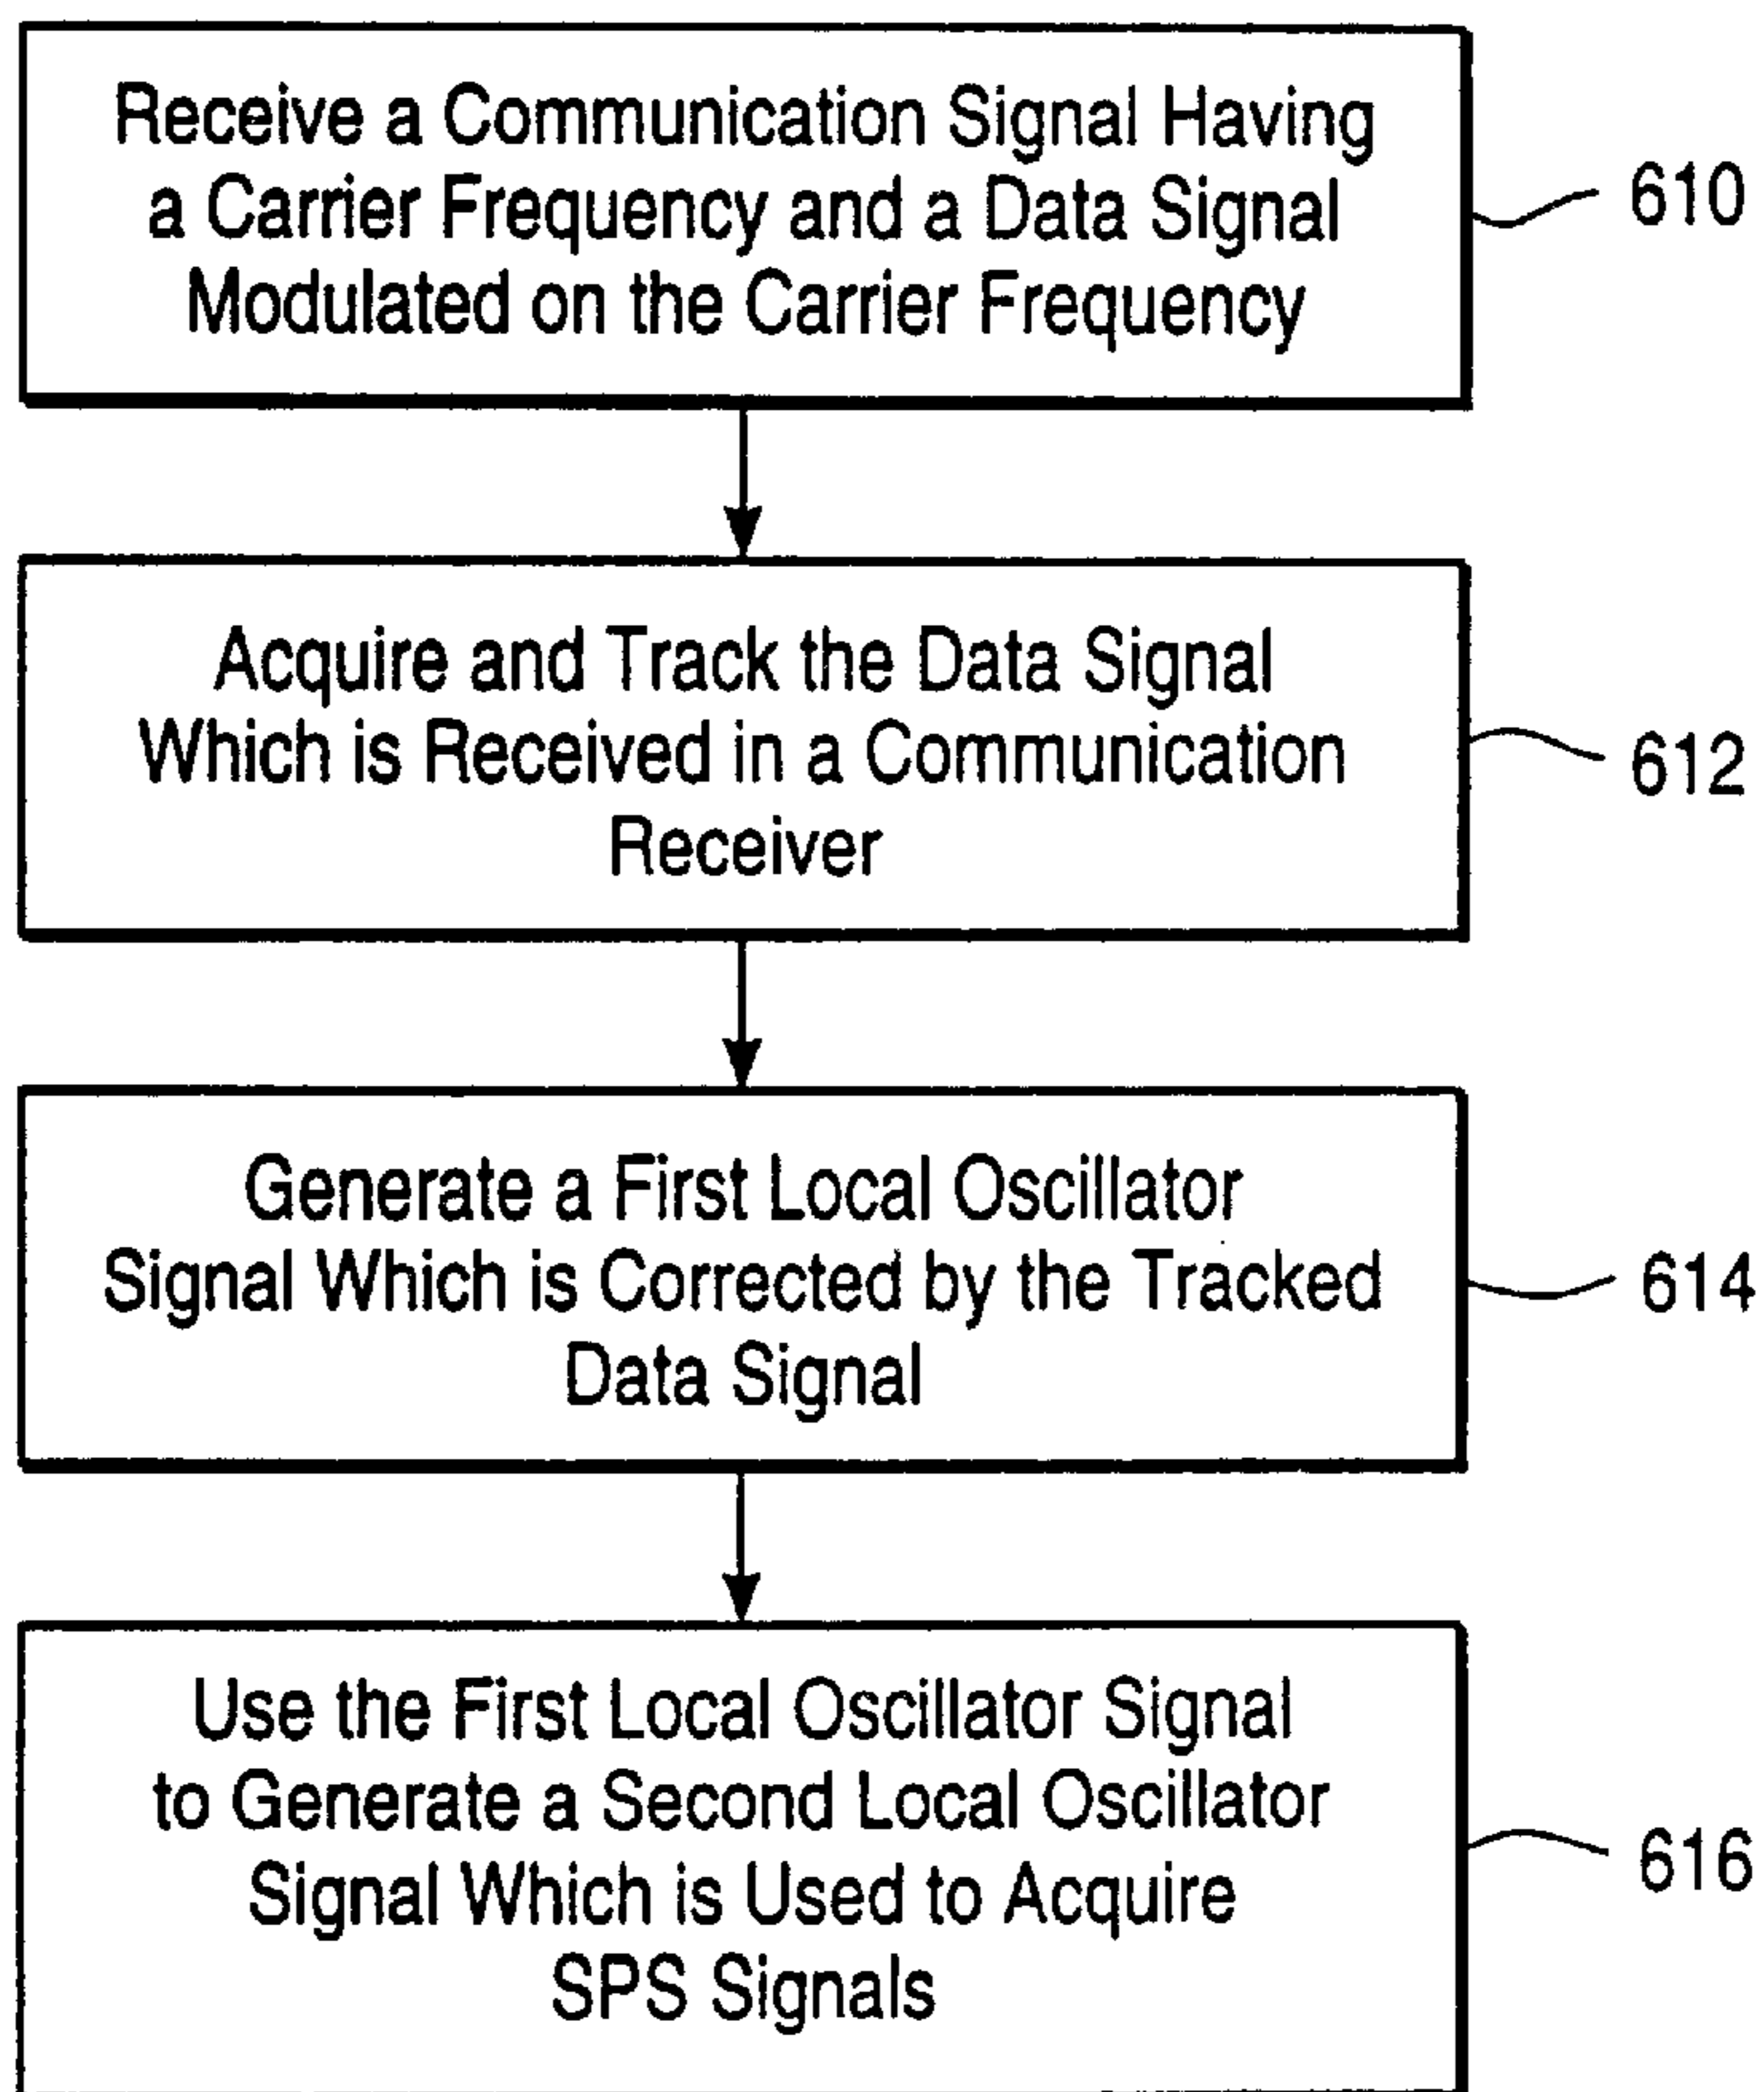 Receive a Communication Signal Having
a Carrier Frequency and a Data Signal
Modulated on the Carrier Frequency
610
Acquire and Track the Data Signal
Which is Received in a Communication
Receiver
612
Generate a First Local Oscillator
Signal Which is Corrected by the Tracked
Data Signal
614
Use the First Local Oscillator Signal
to Generate a Second Local Oscillator
Signal Which is Used to Acquire
SPS Signals
616